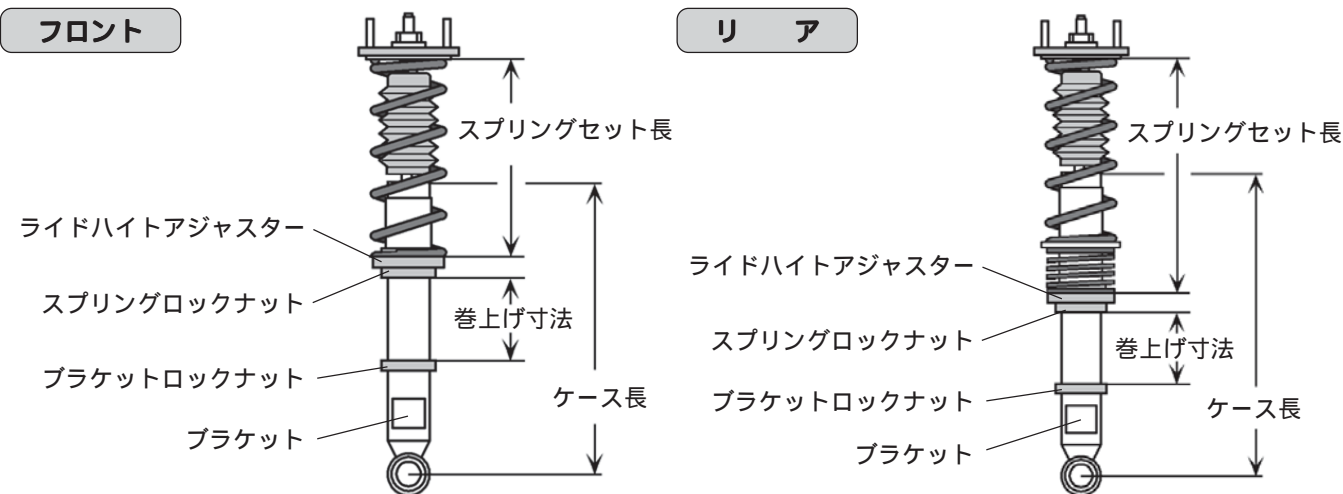 フロント
スプリングセット長
ライドハイトアジャスター
スプリングロックナット
巻上げ寸法
ブラケットロックナット
ケース長
ブラケット
リ　ア
スプリングセット長
ライドハイトアジャスター
スプリングロックナット
巻上げ寸法
ブラケットロックナット
ケース長
ブラケット